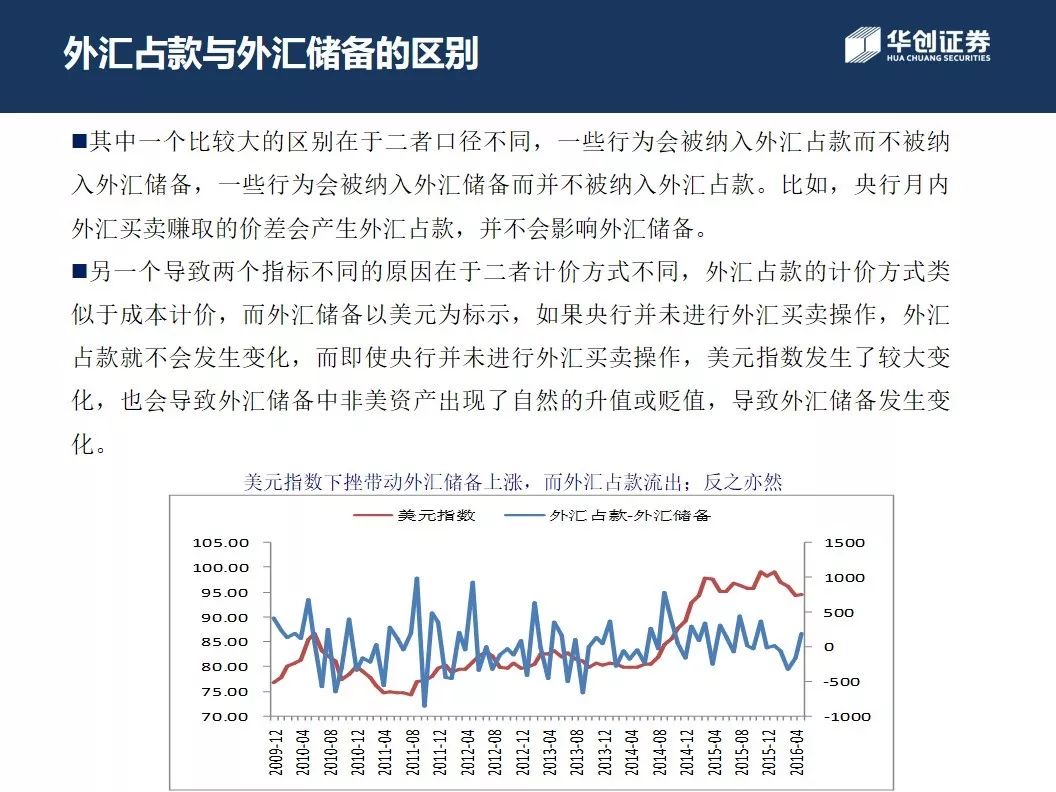 外汇占款与外汇储备的区别
华创证券
HUA CHUANG SECURITIES
■其中一个比较大的区别在于二者口径不同，一些行为会被纳入外汇占款而不被纳
入外汇储备，一些行为会被纳入外汇储备而并不被纳入外汇占款。比如，央行月内
外汇买卖赚取的价差会产生外汇占款，并不会影响外汇储备。
■另一个导致两个指标不同的原因在于二者计价方式不同，外汇占款的计价方式类
似于成本计价，而外汇储备以美元为标示，如果央行并未进行外汇买卖操作，外汇
占款就不会发生变化，而即使央行并未进行外汇买卖操作，美元指数发生了较大变
化，也会导致外汇储备中非美资产出现了自然的升值或贬值，导致外汇储备发生变
化。
美元指数下挫带动外汇储备上涨，而外汇占款流出；反之亦然
美元指数
外汇占款-外汇储备
105.00
100.00
95.00
90.00
85.00
80.00
75.00
70.00
1500
1000
500
0
-500
-1000
2009-12
2010-04
2010-08
2010-12
2011-04
2011-08
2011-12
2012-04
2012-08
2012-12
2013-04
2013-08
2013-12
2014-04
2014-08
2014-12
2015-04
2015-08
2015-12
2016-04